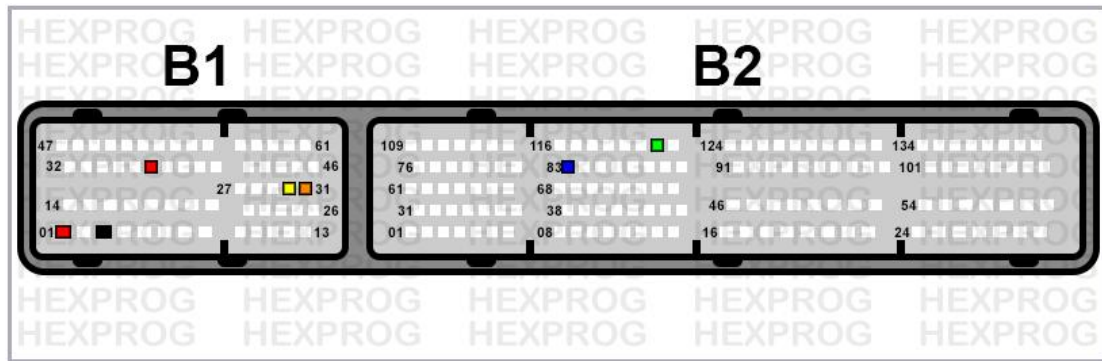 HEXPROG HEXPROG HEXPROG HEXPROG HEXPROG
HEXPROG HEXPROG HEXPROG HEXPROG
B1 B2
47 61 109 116 124 134
32 46 76 83 91 101
27 31 61 68
14 26 31 38 46 54
01 13 01 08 16 24
HEXPROG HEXPROG HEXPROG HEXPROG HEXPROG
HEXPROG HEXPROG HEXPROG HEXPROG HEXPROG